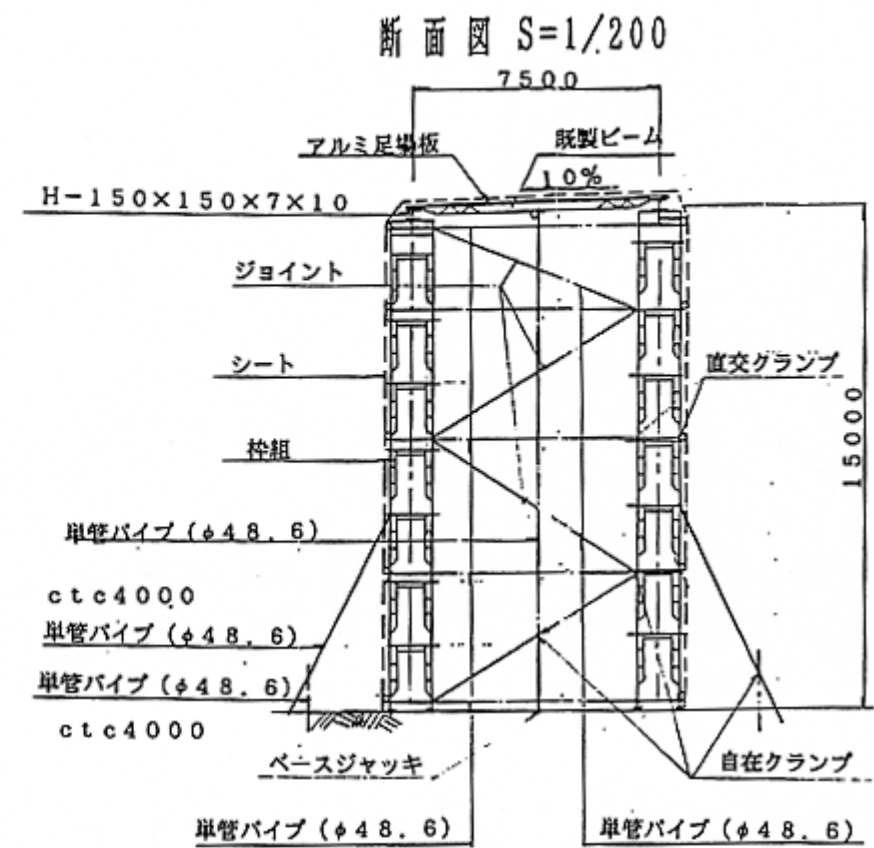 断面図 S=1/200
7500
アルミ足場板
既製ビーム
10%
H-150×150×7×10
ジョイント
シート
直交クランプ
15000
枠組
単管パイプ(φ48.6)
ctc4000
単管パイプ(φ48.6)
単管パイプ(φ48.6)
ctc4000
ベースジャッキ
自在クランプ
単管パイプ(φ48.6)
単管パイプ(φ48.6)